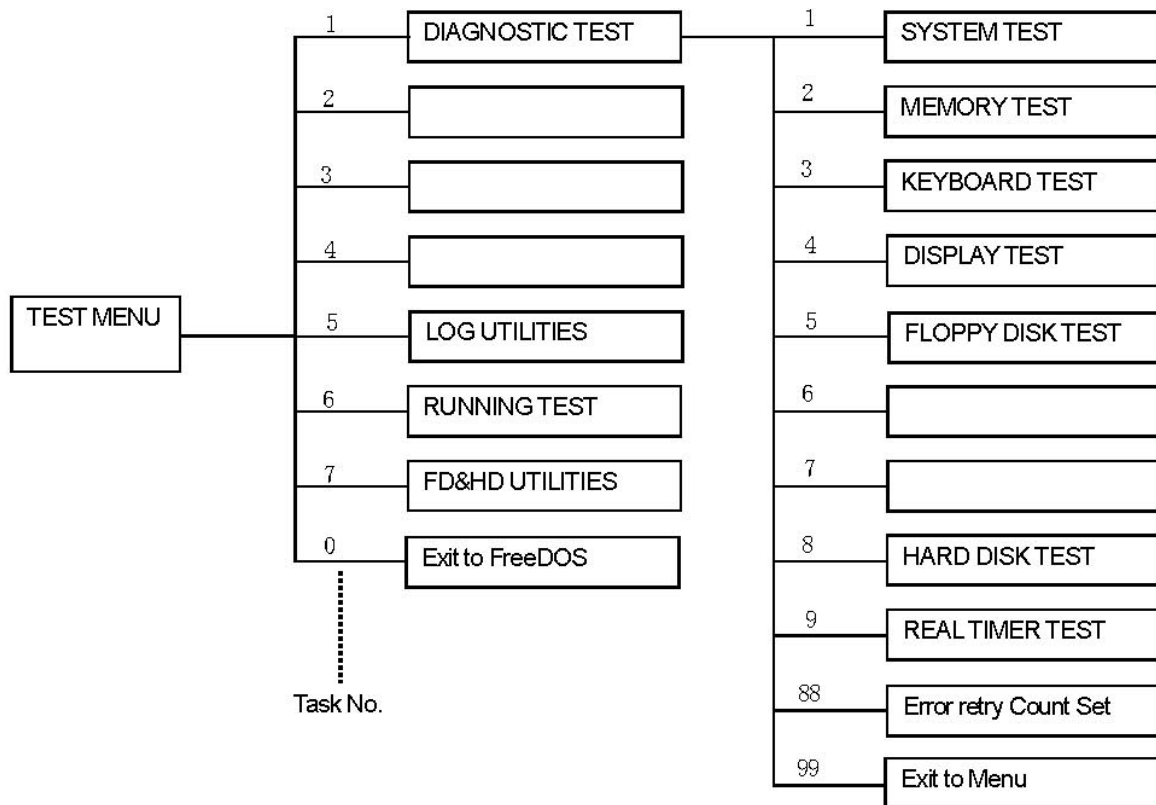 TEST MENU
1 DIAGNOSTIC TEST
2
3
4
5 LOG UTILITIES
6 RUNNING TEST
7 FD&HD UTILITIES
0 Exit to FreeDOS
Task No.
1 SYSTEM TEST
2 MEMORY TEST
3 KEYBOARD TEST
4 DISPLAY TEST
5 FLOPPY DISK TEST
6
7
8 HARD DISK TEST
9 REAL TIMER TEST
88 Error retry Count Set
99 Exit to Menu